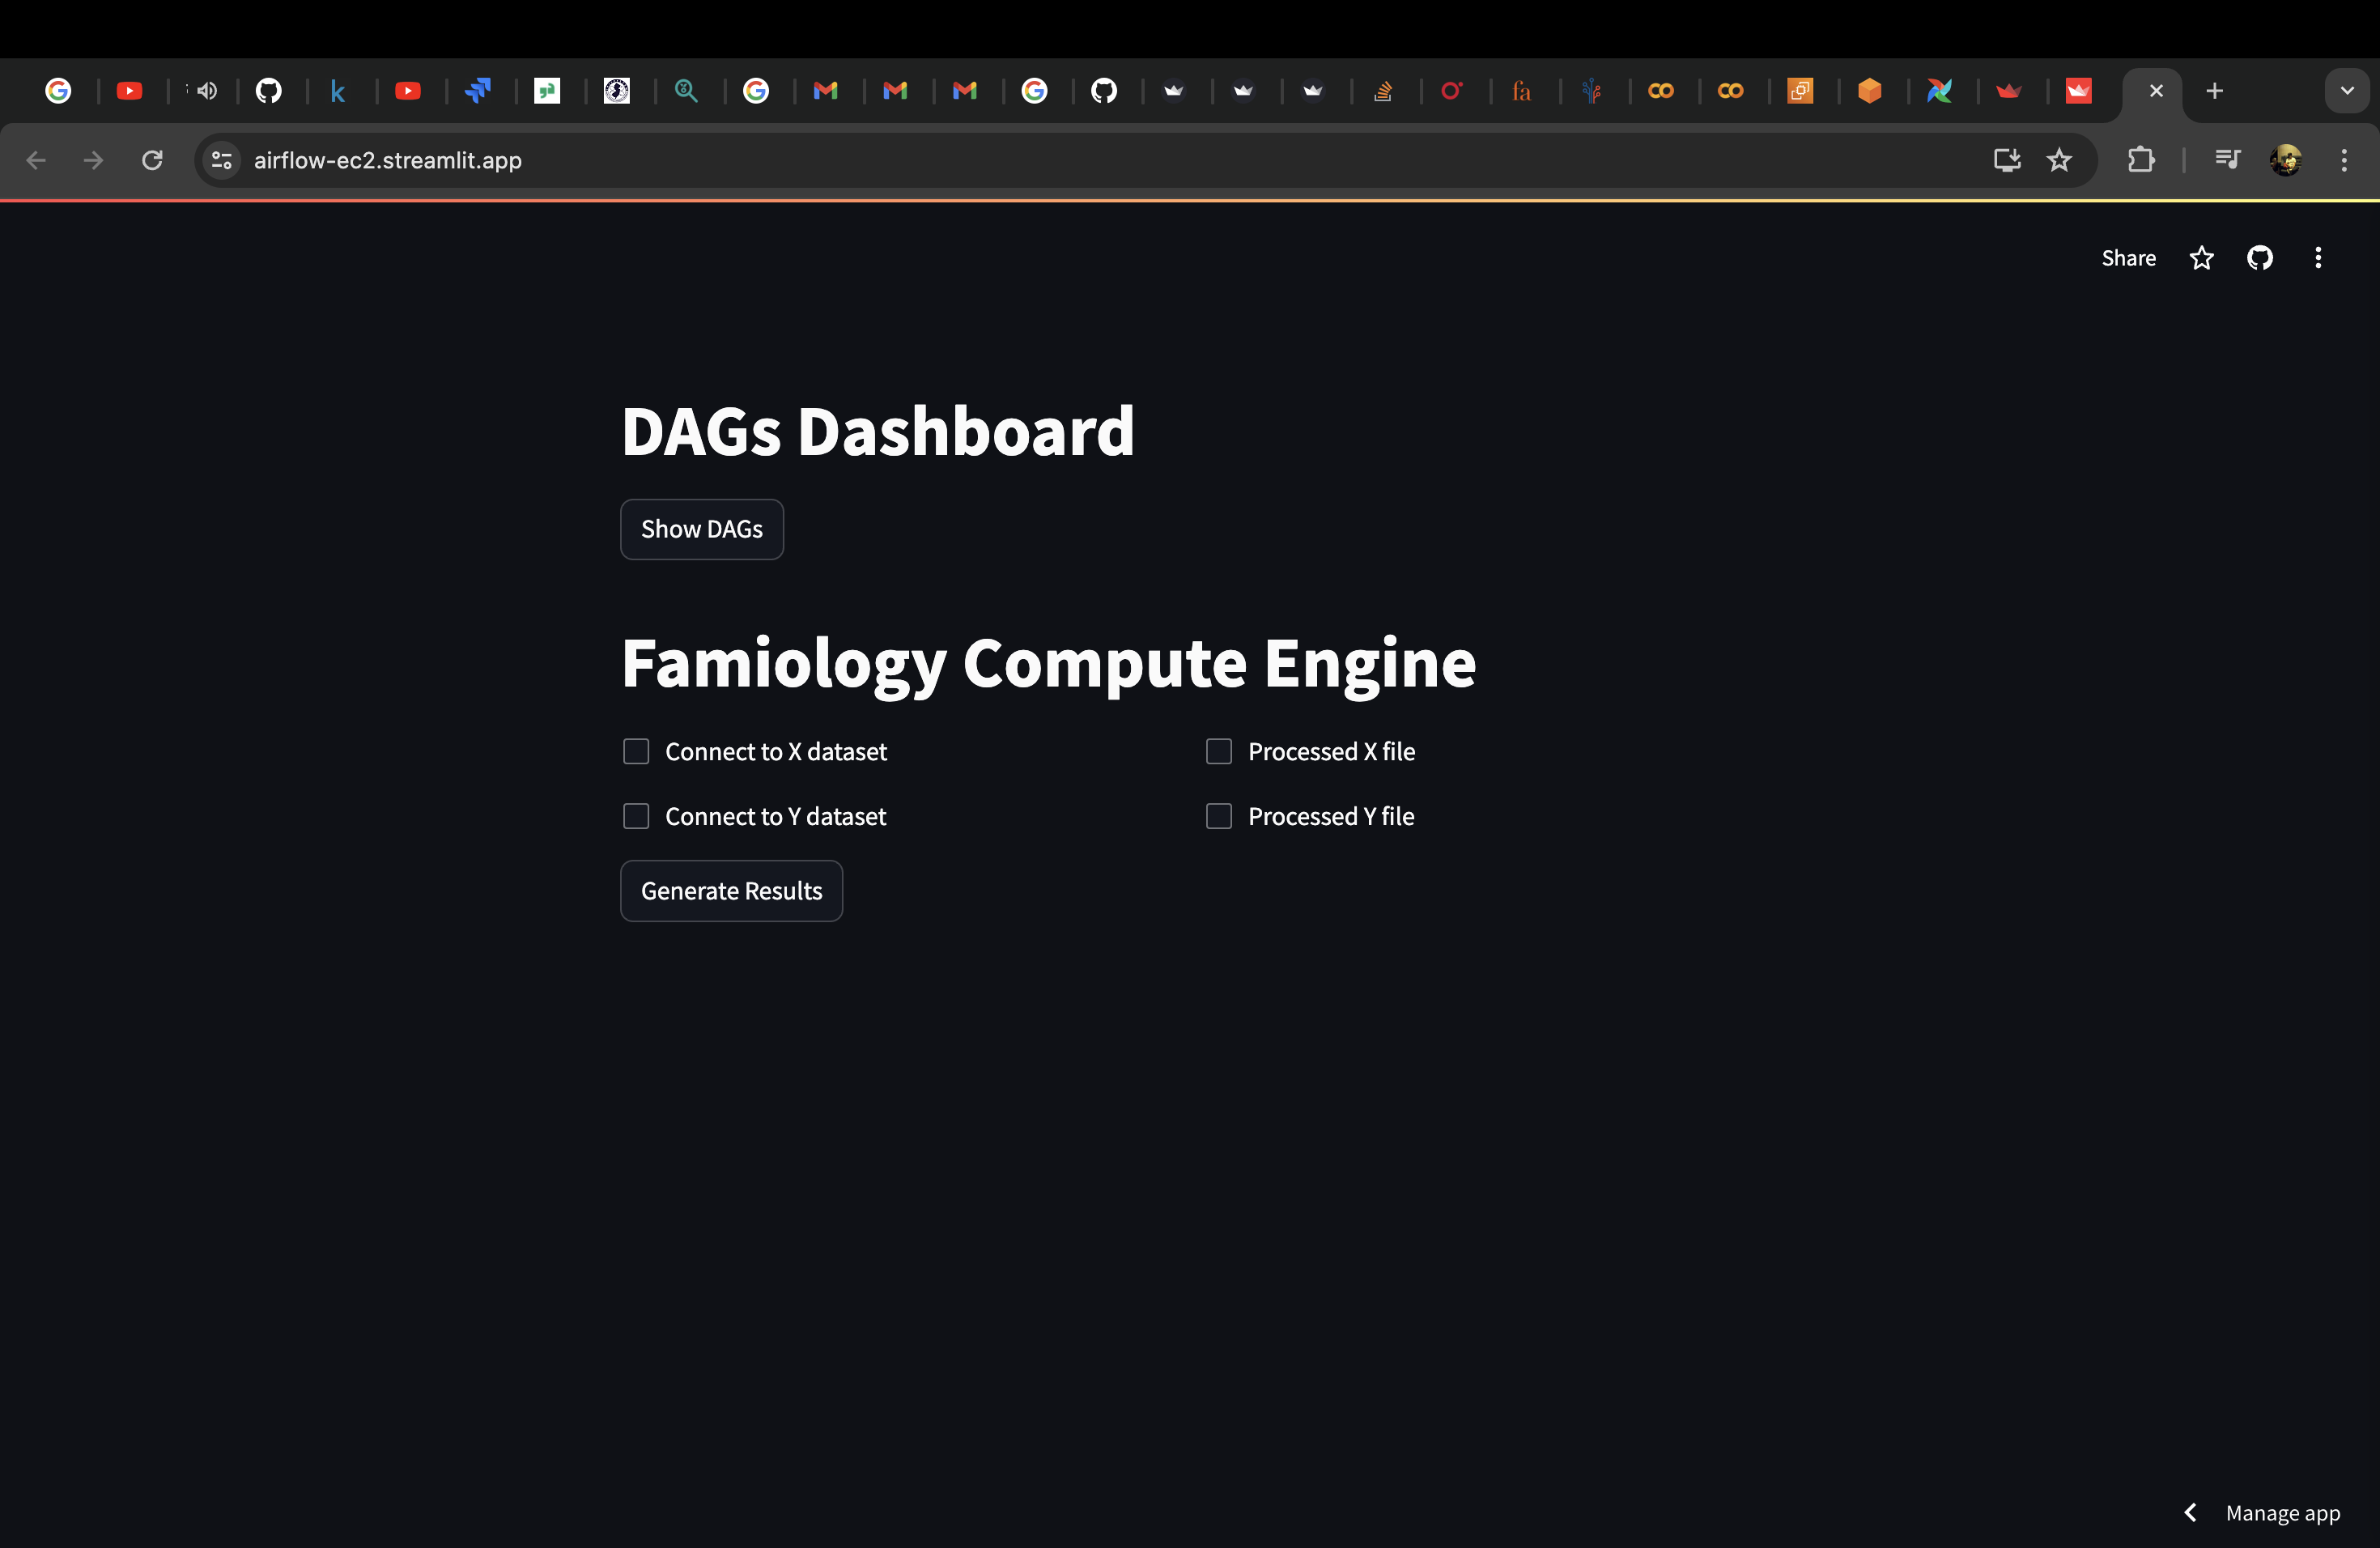 airflow-ec2.streamlit.app
Share
DAGs Dashboard
Show DAGs
Famiology Compute Engine
Connect to X dataset
Processed X file
Connect to Y dataset
Processed Y file
Generate Results
Manage app